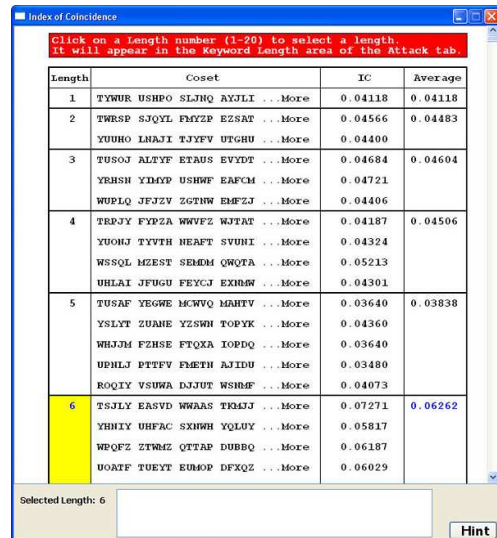 Index of Coincidence
Click on a Length number (1-20) to select a length.
It will appear in the Keyword Length area of the Attack tab.
Length Coset IC Average
1 TYWUR USHPO SLJNQ AYJLI ...More 0.04118 0.04118
2 TWRSP SJQYL FMYZP EZSAT ...More 0.04566 0.04483
YUUHO LNAJI TJYFV UTGHU ...More 0.04400
3 TUSOJ ALTYF ETAUS EVYDT ...More 0.04684 0.04604
YRHSN YIMYP USHWF EAFCM ...More 0.04721
WUPLQ JFJZV ZGTNW EMFZJ ...More 0.04406
4 TRPJY FYPZA WWVFZ WJTAT ...More 0.04187 0.04506
YUONJ TYVTH NEAFT SVUNI ...More 0.04324
WSSQL MZEST SEMDM QWQTA ...More 0.05213
UHLAI JFUGU FEYCJ EXNMW ...More 0.04301
5 TUSAF YEGWE MCWVQ MAHTV ...More 0.03640 0.03838
YSLYT ZUANE YZSWN TOPYK ...More 0.04360
WHJJM FZHSE FTQXA IOPDQ ...More 0.03640
UPNLJ PTTFV FMETN AJIDU ...More 0.03480
ROQIY VSUWA DJJUT WSNMF ...More 0.04073
6 TSJLY EASVD WWAAS TKMJJ ...More 0.07271 0.06262
YHNIY UHFAC SXNWH YQLUY ...More 0.05817
WPQFZ ZTWMZ QTTAP DUBBQ ...More 0.06187
UOATF TUEYT EUMOP DFXQZ ...More 0.06029
Selected Length: 6
Hint